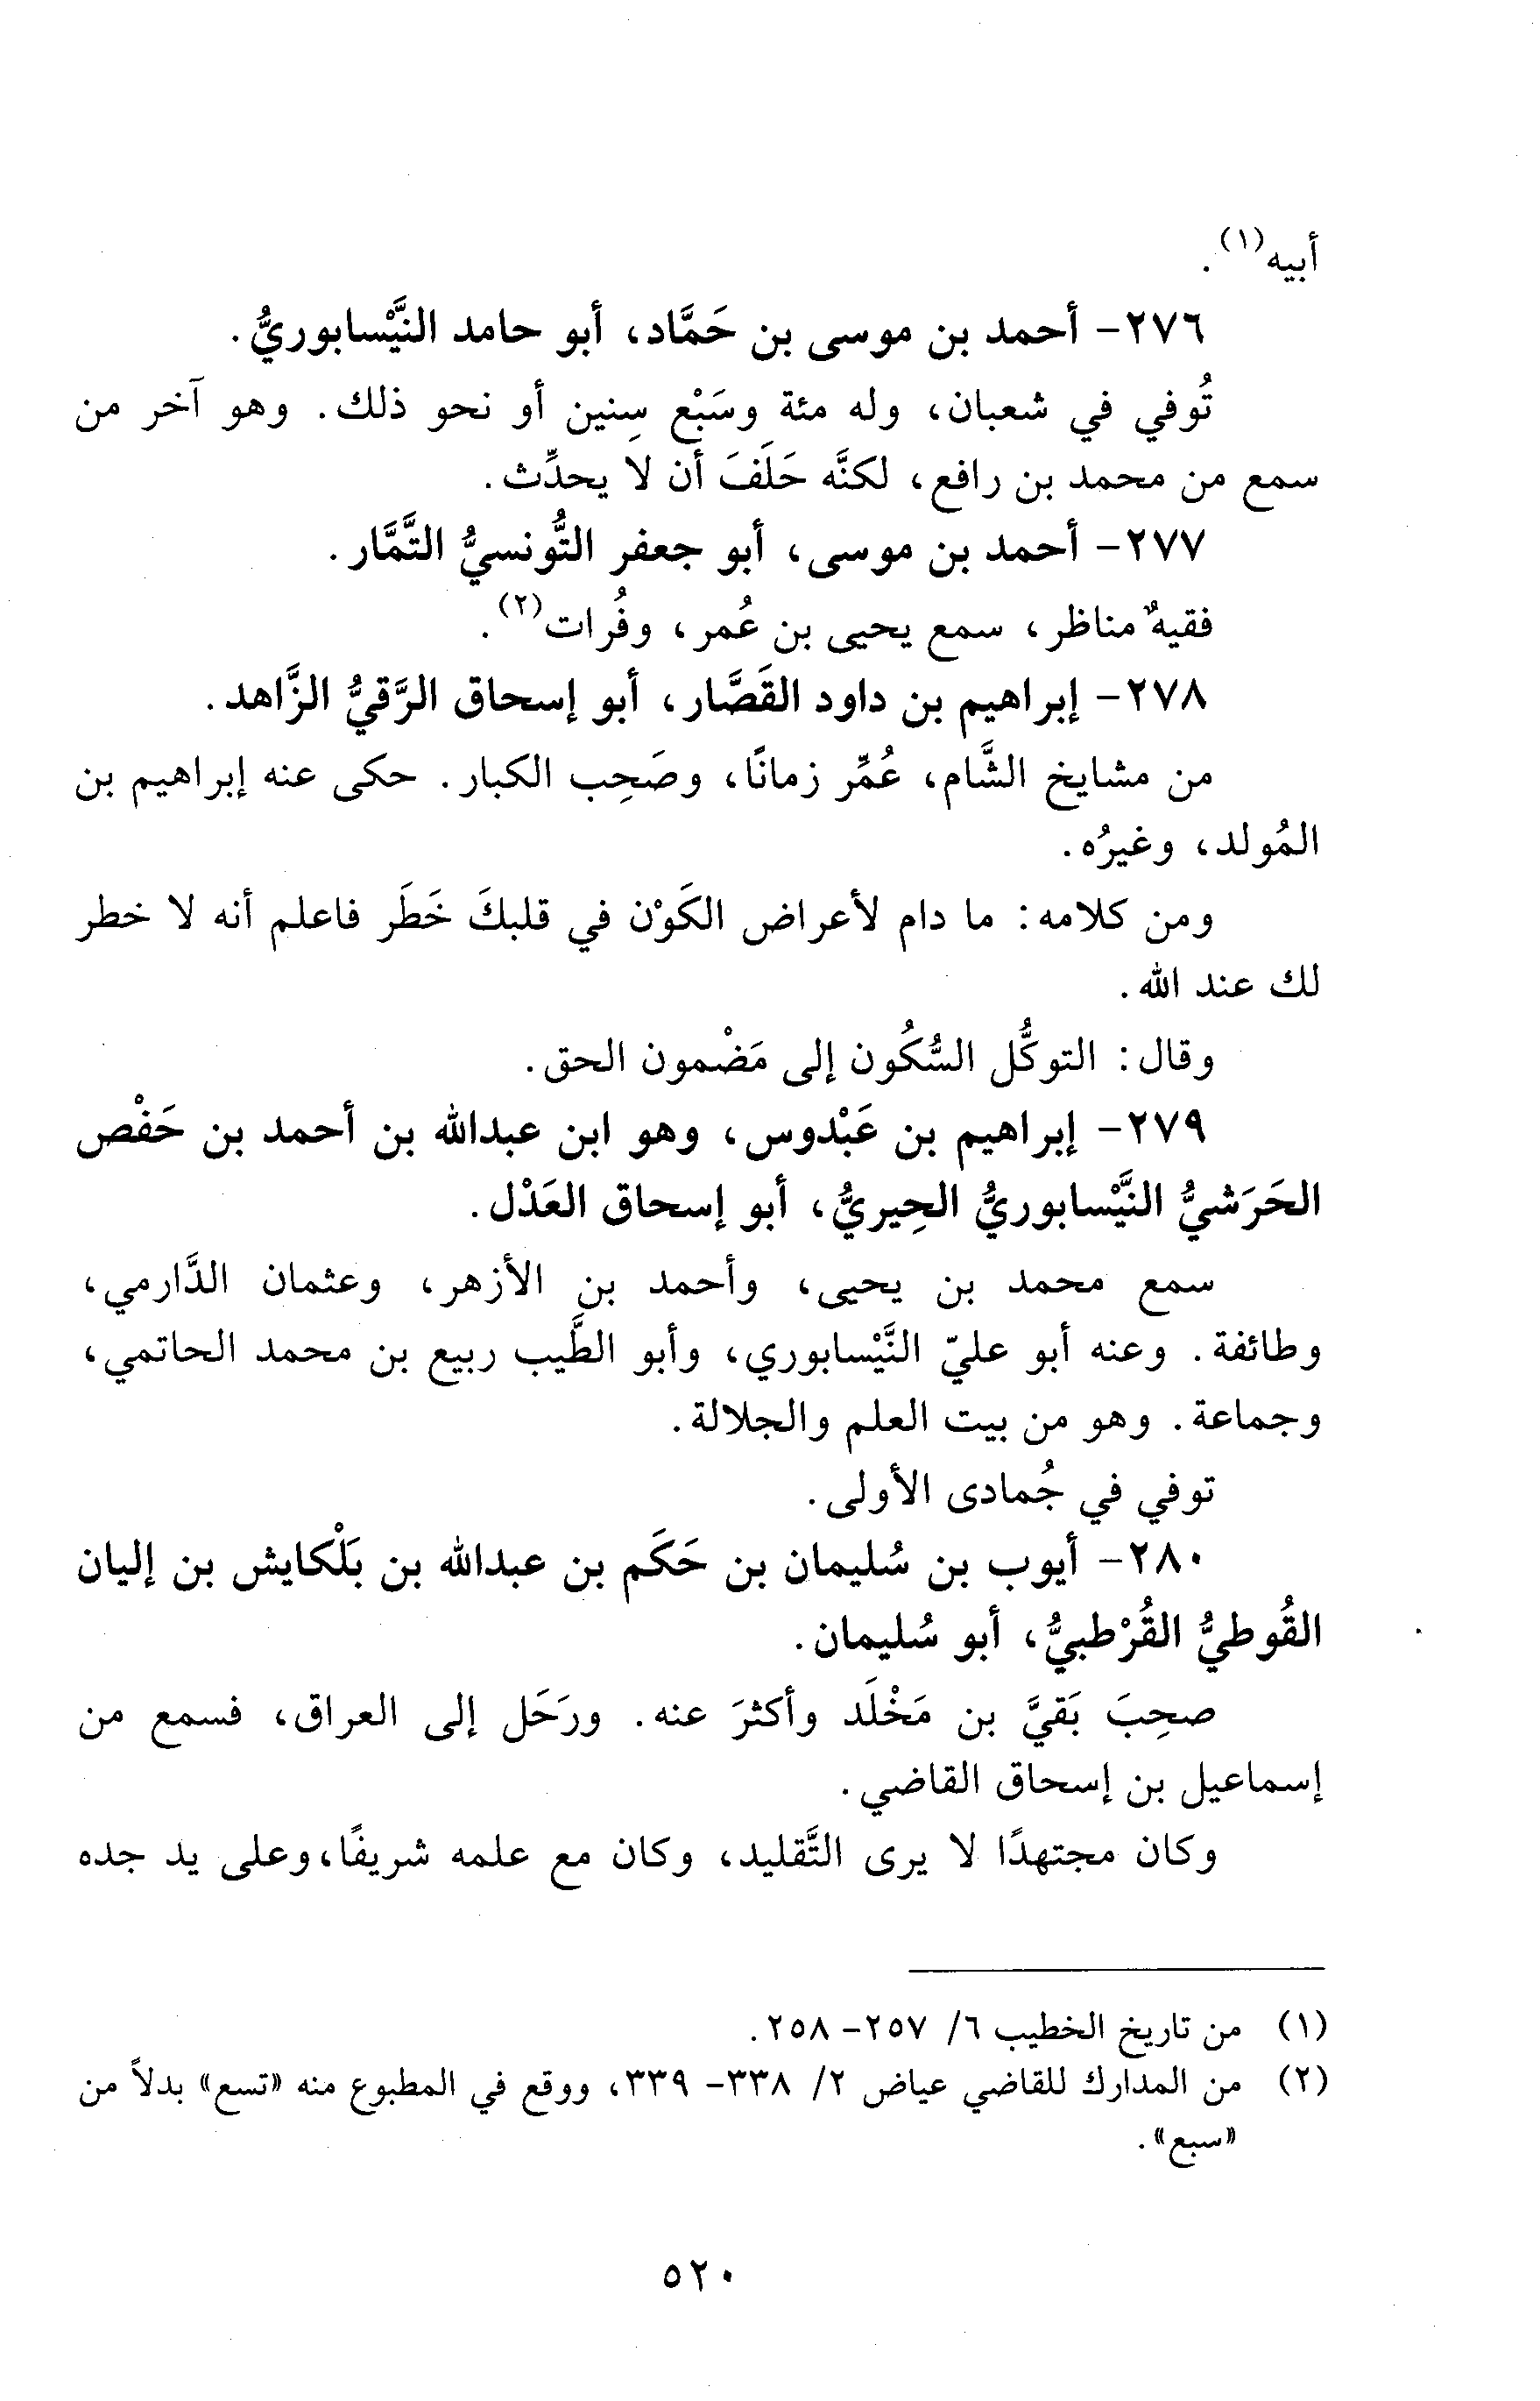 أبيه(١).
٢٧٦- أحمد بن موسى بن حَمَّاد، أبو حامد النَّيْسابوريُّ.
تُوفي في شعبان، وله مئة وسَبْع سِنين أو نحو ذلك. وهو آخر من
سمع من محمد بن رافع، لكنَّه حَلَفَ أن لا يحدِّث.
٢٧٧- أحمد بن موسى، أبو جعفر التُّونسيُّ التَّمَّار.
فقيهٌ مناظر، سمع يحيى بن عُمر، وفُرات(٢).
٢٧٨- إبراهيم بن داود القَصَّار، أبو إسحاق الرَّقيُّ الزَّاهد.
من مشايخ الشَّام، عُمِّر زمانًا، وصَحِب الكبار. حكى عنه إبراهيم بن
المُولد، وغيرُه.
ومن كلامه: ما دام لأعراض الكَوْن في قلبكَ خَطَر فاعلم أنه لا خطر
لك عند الله.
وقال: التوكُّل السُّكُون إلى مَضْمون الحق.
٢٧٩- إبراهيم بن عَبْدوس، وهو ابن عبدالله بن أحمد بن حَفْص
الحَرَشيُّ النَّيْسابوريُّ الحِيريُّ، أبو إسحاق العَدْل.
سمع محمد بن يحيى، وأحمد بن الأزهر، وعثمان الدَّارمي،
وطائفة. وعنه أبو عليّ النَّيْسابوري، وأبو الطَّيب ربيع بن محمد الحاتمي،
وجماعة. وهو من بيت العلم والجلالة.
توفي في جُمادى الأولى.
٢٨٠- أيوب بن سُليمان بن حَكَم بن عبدالله بن بَلْكايش بن إليان
القُوطيُّ القُرْطبيُّ، أبو سُليمان.
صحِبَ بَقيَّ بن مَخْلَد وأكثرَ عنه. ورَحَل إلى العراق، فسمع من
إسماعيل بن إسحاق القاضي.
وكان مجتهدًا لا يرى التَّقليد، وكان مع علمه شريفًا،وعلى يد جده
(١) من تاريخ الخطيب ٦/ ٢٥٧- ٢٥٨.
(٢) من المدارك للقاضي عياض ٢/ ٣٣٨- ٣٣٩، ووقع في المطبوع منه «تسع» بدلاً من
«سبع».
٥٢٠